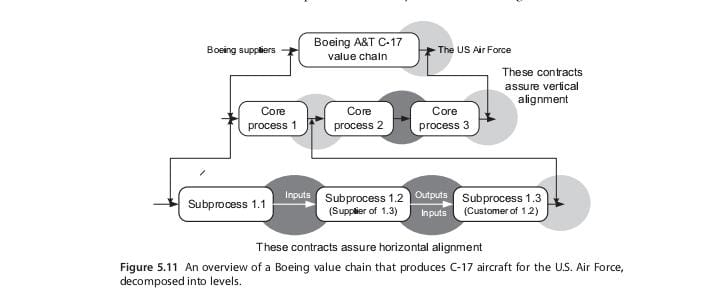 Boeing suppliers
Boeing A&T C-17
value chain
The US Air Force
These contracts
assure vertical
alignment
Core
process 1
Core
process 2
Core
process 3
Subprocess 1.1
Inputs
Subprocess 1.2
(Supplier of 1.3)
Outputs
Inputs
Subprocess 1.3
(Customer of 1.2)
These contracts assure horizontal alignment
Figure 5.11 An overview of a Boeing value chain that produces C-17 aircraft for the U.S. Air Force,
decomposed into levels.